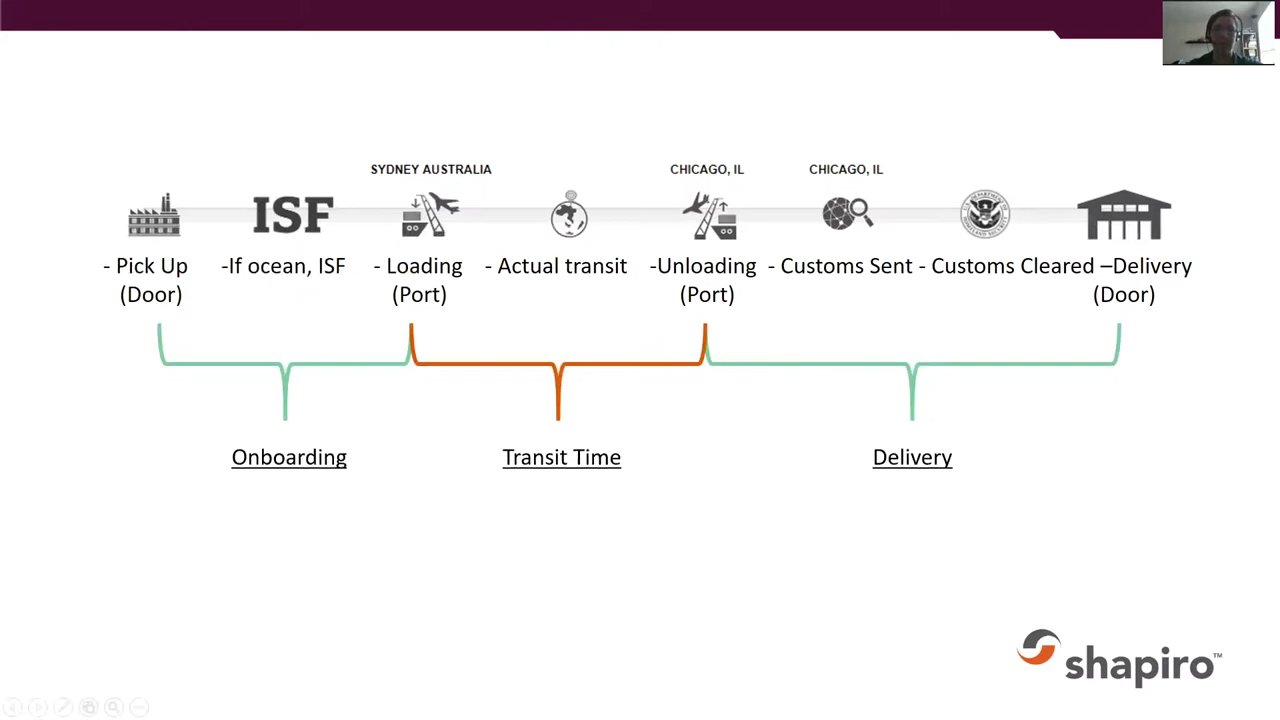 SYDNEY AUSTRALIA
CHICAGO, IL
CHICAGO, IL
ISF
- Pick Up
(Door)
-If ocean, ISF
- Loading
(Port)
- Actual transit
-Unloading
(Port)
- Customs Sent
- Customs Cleared
–Delivery
(Door)
Onboarding
Transit Time
Delivery
shapiro™